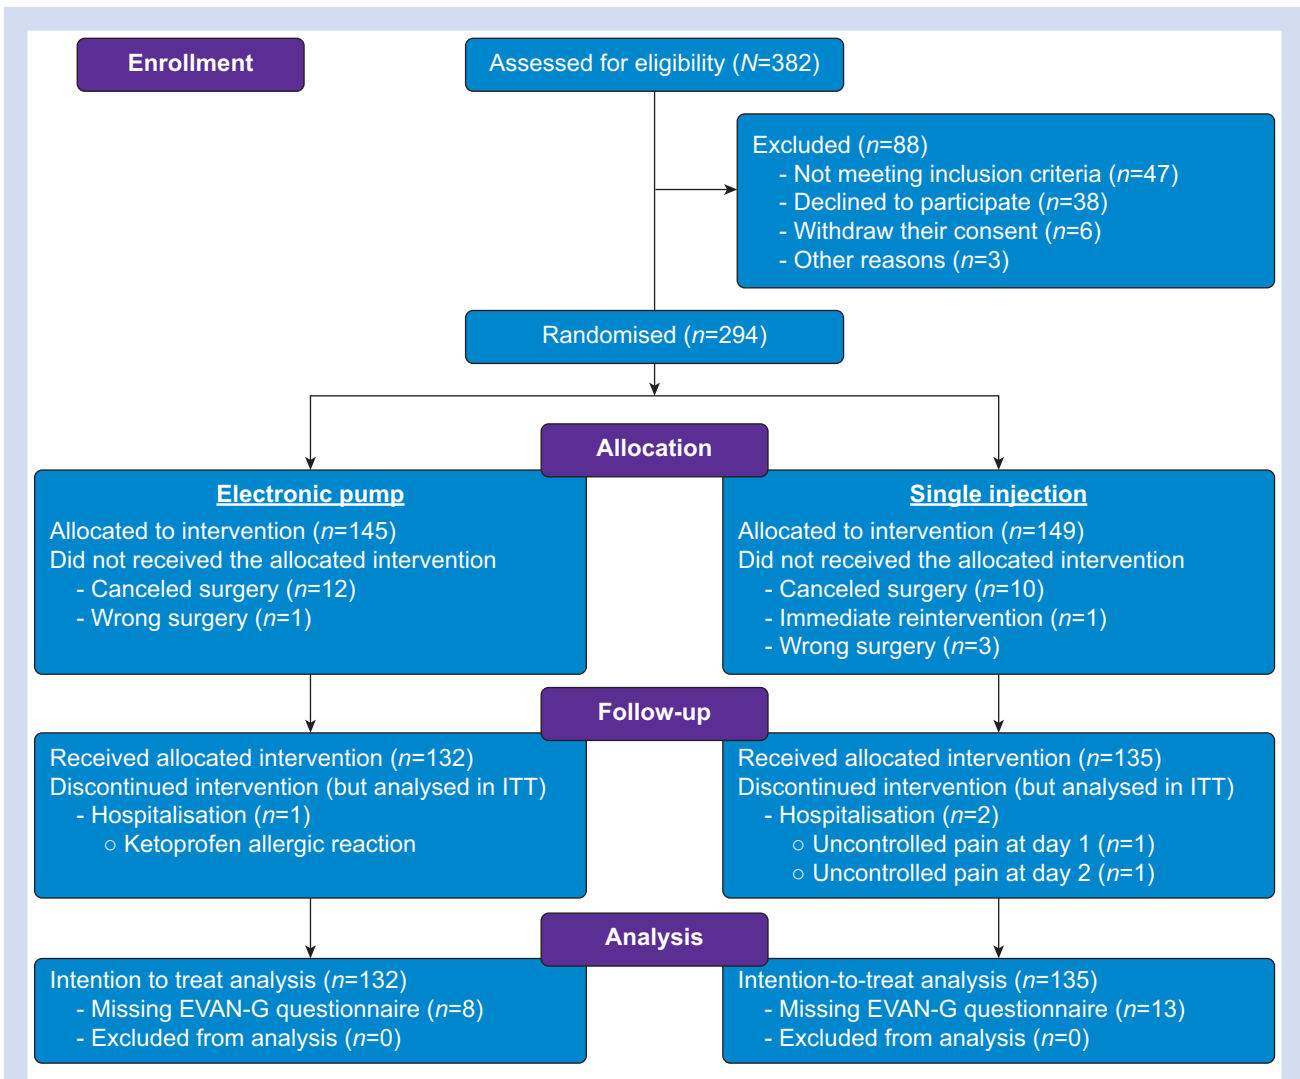 Enrollment
Assessed for eligibility (N=382)
Excluded (n=88)
- Not meeting inclusion criteria (n=47)
- Declined to participate (n=38)
- Withdraw their consent (n=6)
- Other reasons (n=3)
Randomised (n=294)
Allocation
Electronic pump
Allocated to intervention (n=145)
Did not received the allocated intervention
- Canceled surgery (n=12)
- Wrong surgery (n=1)
Single injection
Allocated to intervention (n=149)
Did not received the allocated intervention
- Canceled surgery (n=10)
- Immediate reintervention (n=1)
- Wrong surgery (n=3)
Follow-up
Received allocated intervention (n=132)
Discontinued intervention (but analysed in ITT)
- Hospitalisation (n=1)
○ Ketoprofen allergic reaction
Received allocated intervention (n=135)
Discontinued intervention (but analysed in ITT)
- Hospitalisation (n=2)
○ Uncontrolled pain at day 1 (n=1)
○ Uncontrolled pain at day 2 (n=1)
Analysis
Intention to treat analysis (n=132)
- Missing EVAN-G questionnaire (n=8)
- Excluded from analysis (n=0)
Intention-to-treat analysis (n=135)
- Missing EVAN-G questionnaire (n=13)
- Excluded from analysis (n=0)